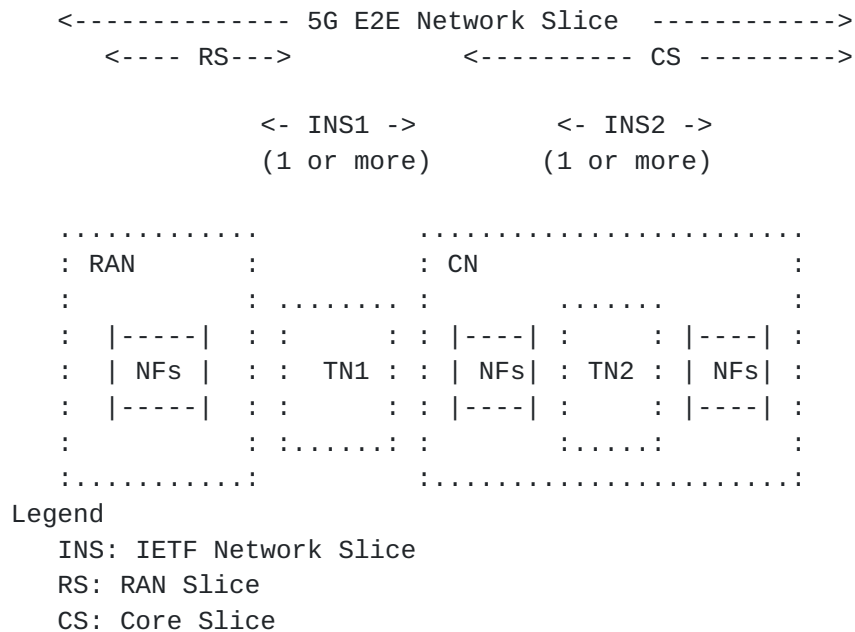 <-------------- 5G E2E Network Slice ------------>
<---- RS---> <---------- CS --------->
<- INS1 -> <- INS2 ->
(1 or more) (1 or more)
............. .........................
: RAN : : CN :
: : ........ : ....... :
: |-----| : : : : |----| : : |----| :
: | NFs | : : TN1 : : | NFs| : TN2 : | NFs| :
: |-----| : : : : |----| : : |----| :
: : :......: : :.....: :
:...........: :.......................:
Legend
INS: IETF Network Slice
RS: RAN Slice
CS: Core Slice